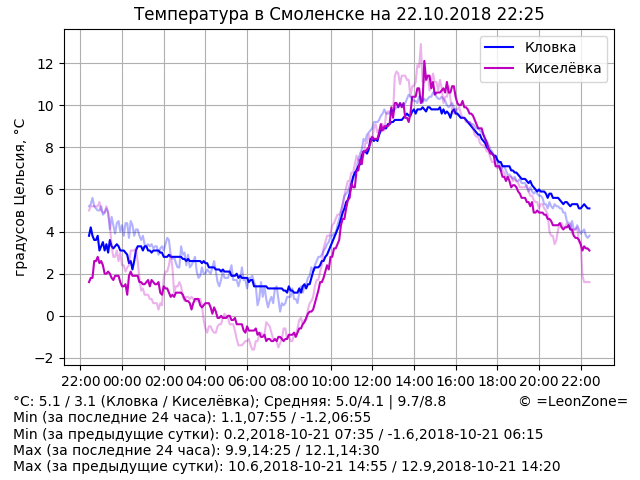 Температура в Смоленске на 22.10.2018 22:25
Кловка
Киселёвка
градусов Цельсия, °C
12
10
8
6
4
2
0
−2
22:00 00:00 02:00 04:00 06:00 08:00 10:00 12:00 14:00 16:00 18:00 20:00 22:00
°C: 5.1 / 3.1 (Кловка / Киселёвка); Средняя: 5.0/4.1 | 9.7/8.8 © =LeonZone=
Min (за последние 24 часа): 1.1,07:55 / -1.2,06:55
Min (за предыдущие сутки): 0.2,2018-10-21 07:35 / -1.6,2018-10-21 06:15
Max (за последние 24 часа): 9.9,14:25 / 12.1,14:30
Max (за предыдущие сутки): 10.6,2018-10-21 14:55 / 12.9,2018-10-21 14:20